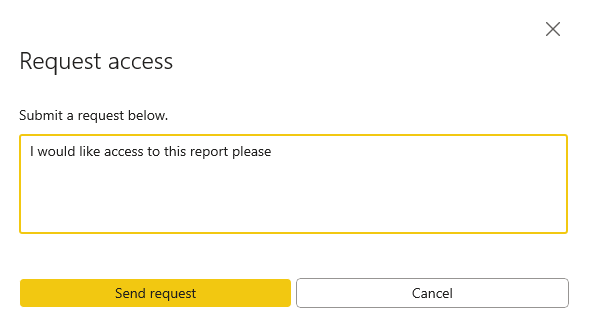 Request access
Submit a request below.
I would like access to this report please
Send request
Cancel